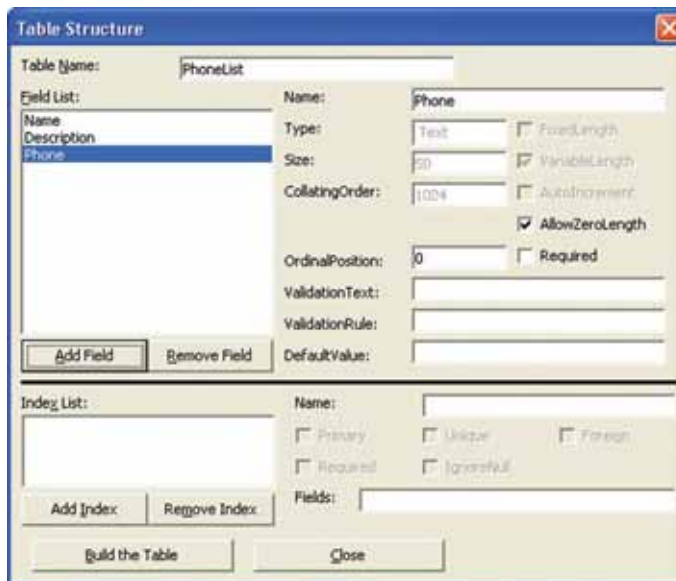 Table Structure
Table Name: PhoneList
Field List:
Name
Description
Phone
Add Field Remove Field
Name: Phone
Type: Text FixedLength
Size: 50 VariableLength
CollatingOrder: 1024 AutoIncrement
AllowZeroLength
OrdinalPosition: 0 Required
ValidationText:
ValidationRule:
DefaultValue:
Index List:
Add Index Remove Index
Name:
Primary Unique Foreign
Required IgnoreNull
Fields:
Build the Table Close